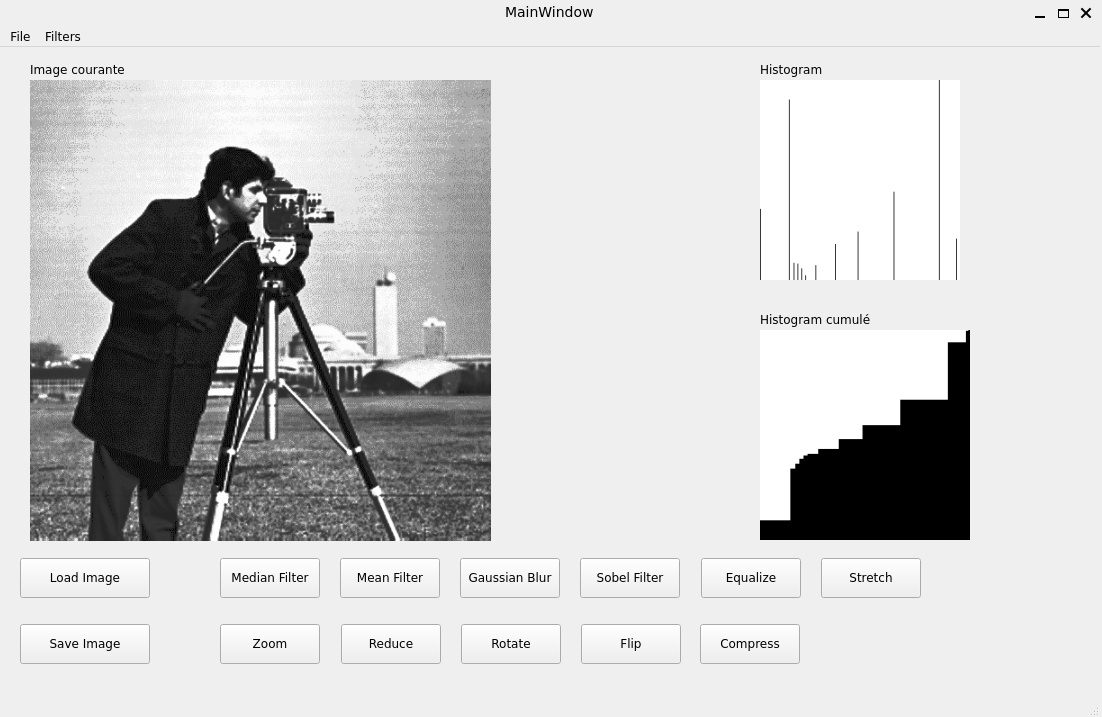 MainWindow
File Filters
Image courante
Histogram
Histogram cumulé
Load Image Median Filter Mean Filter Gaussian Blur Sobel Filter Equalize Stretch
Save Image Zoom Reduce Rotate Flip Compress